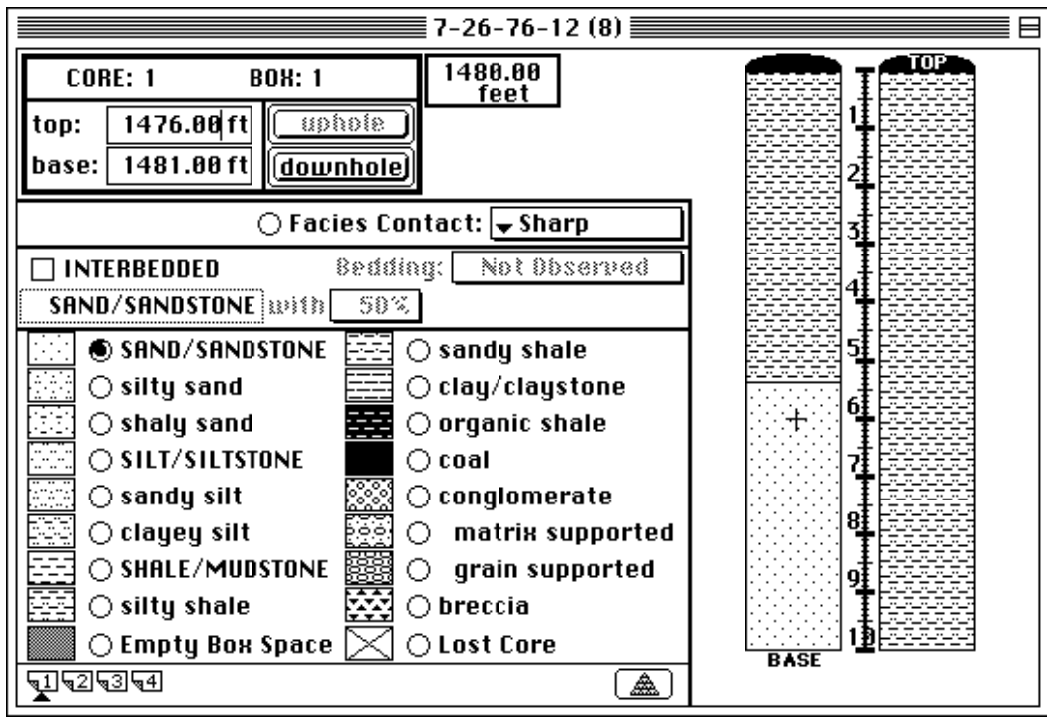 7-26-76-12 (8)
CORE: 1 BOX: 1
1480.00
feet
top: 1476.00 ft uphole
base: 1481.00 ft downhole
Facies Contact: Sharp
INTERBEDDED Bedding: Not Observed
SAND/SANDSTONE with 50%
SAND/SANDSTONE sandy shale
silty sand clay/claystone
shaly sand organic shale
SILT/SILTSTONE coal
sandy silt conglomerate
clayey silt matrix supported
SHALE/MUDSTONE grain supported
silty shale breccia
Empty Box Space Lost Core
1 2 3 4
TOP
1
2
3
4
5
6
7
8
9
10
BASE